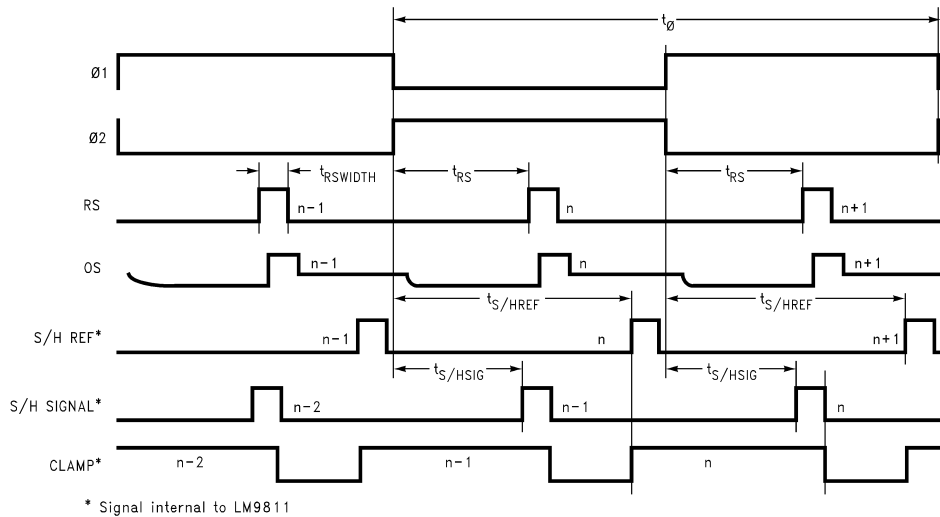 tø
Ø1
Ø2
tRSWIDTH
tRS
tRS
RS
n-1
n
n+1
OS
n-1
n
n+1
tS/HREF
tS/HREF
S/H REF*
n-1
n
n+1
tS/HSIG
tS/HSIG
S/H SIGNAL*
n-2
n-1
n
CLAMP*
n-2
n-1
n
* Signal internal to LM9811